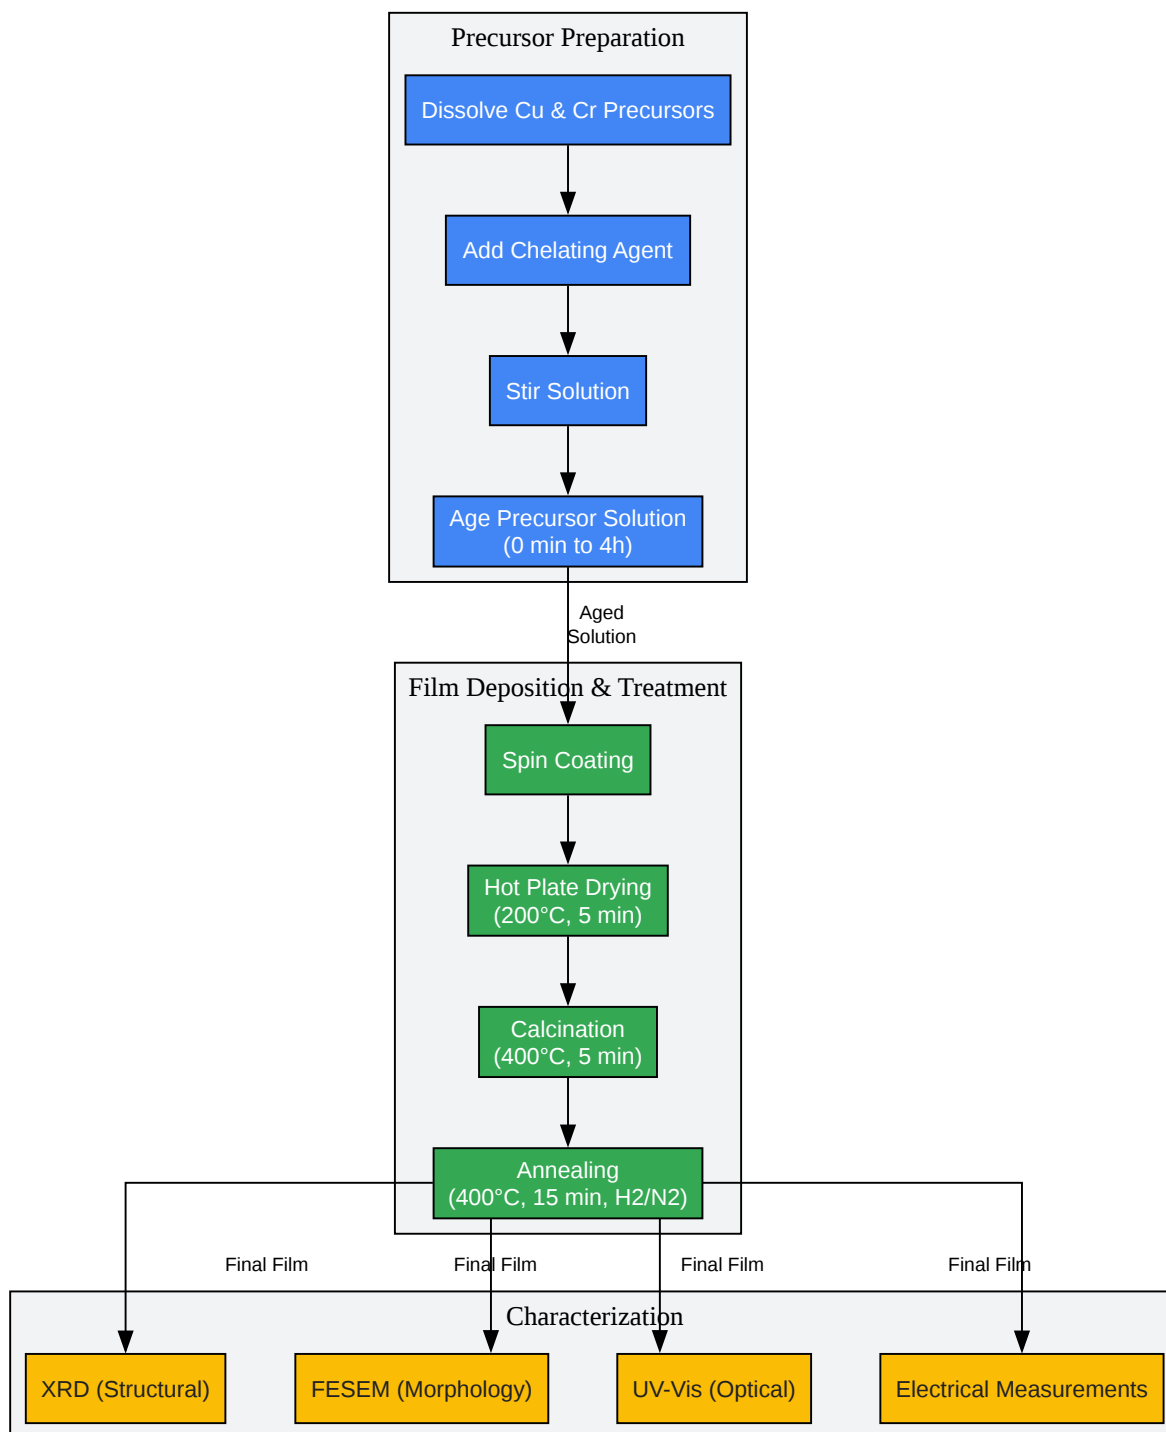 Precursor Preparation
Dissolve Cu & Cr Precursors
Add Chelating Agent
Stir Solution
Age Precursor Solution
(0 min to 4h)
Aged
Solution
Film Deposition & Treatment
Spin Coating
Hot Plate Drying
(200°C, 5 min)
Calcination
(400°C, 5 min)
Annealing
(400°C, 15 min, H2/N2)
Final Film
Final Film
Final Film
Final Film
Characterization
XRD (Structural)
FESEM (Morphology)
UV-Vis (Optical)
Electrical Measurements